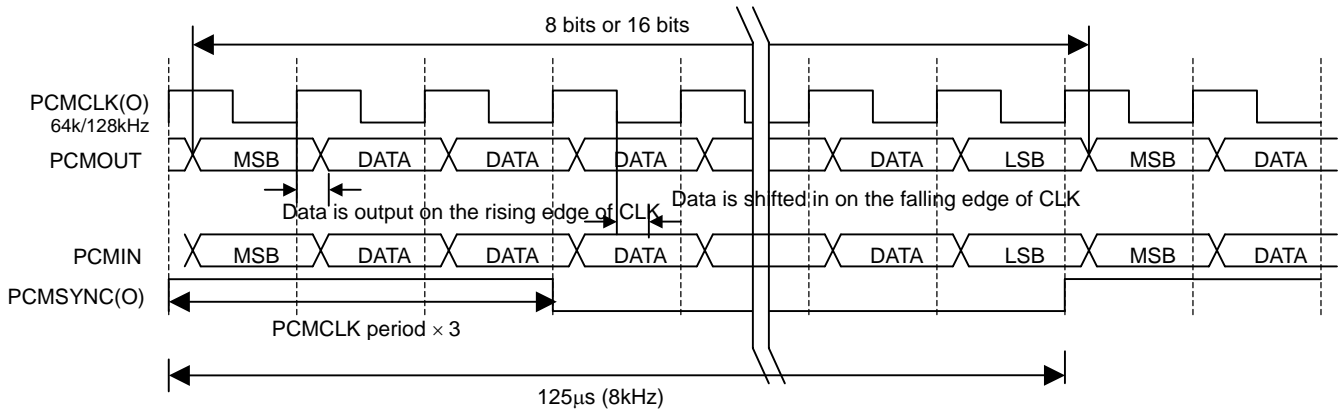 8 bits or 16 bits
PCMCLK(O)
64k/128kHz
PCMOUT MSB DATA DATA DATA DATA LSB MSB DATA
Data is output on the rising edge of CLK
Data is shifted in on the falling edge of CLK
PCMIN MSB DATA DATA DATA DATA LSB MSB DATA
PCMSYNC(O)
PCMCLK period × 3
125μs (8kHz)